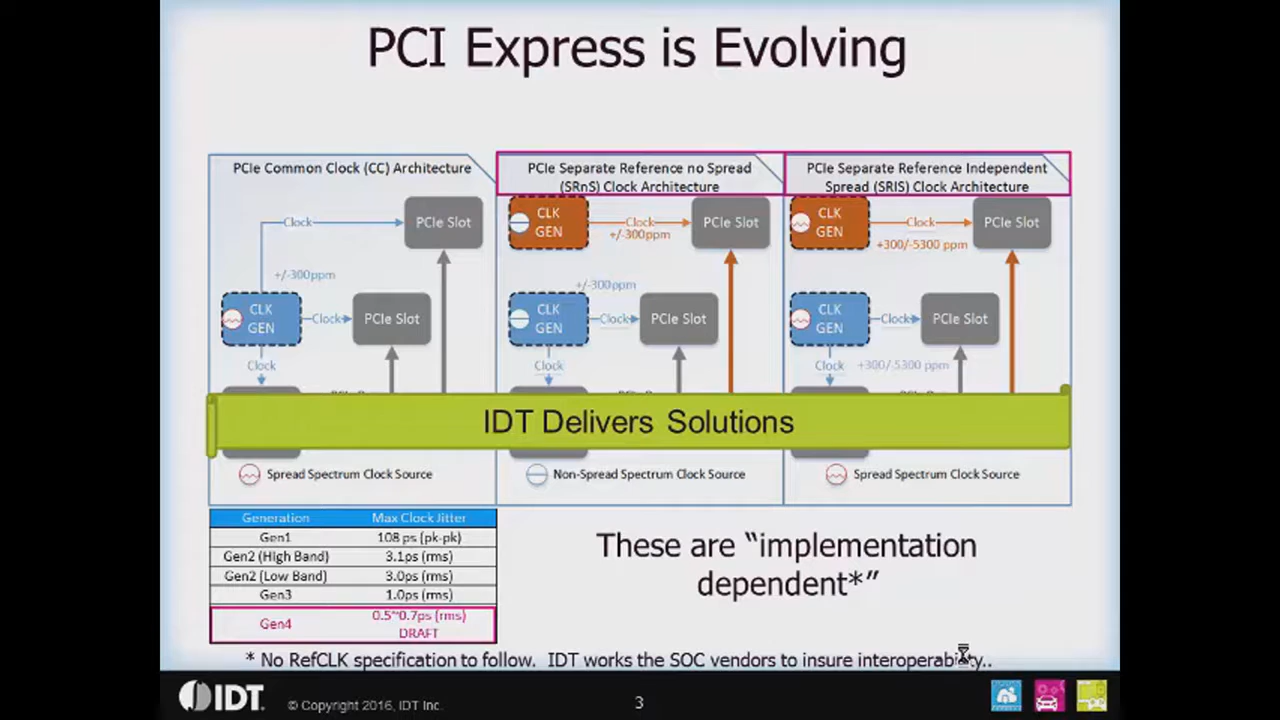 PCI Express is Evolving
PCIe Common Clock (CC) Architecture
Clock
PCIe Slot
+/-300ppm
CLK
GEN
Clock
PCIe Slot
Clock
Spread Spectrum Clock Source
PCIe Separate Reference no Spread
(SRnS) Clock Architecture
CLK
GEN
Clock
+/-300ppm
PCIe Slot
+/-300ppm
CLK
GEN
Clock
PCIe Slot
Clock
Non-Spread Spectrum Clock Source
PCIe Separate Reference Independent
Spread (SRIS) Clock Architecture
CLK
GEN
Clock
+300/-5300 ppm
PCIe Slot
CLK
GEN
Clock
PCIe Slot
Clock
+300/-5300 ppm
Spread Spectrum Clock Source
IDT Delivers Solutions
Generation Max Clock Jitter
Gen1 108 ps (pk-pk)
Gen2 (High Band) 3.1ps (rms)
Gen2 (Low Band) 3.0ps (rms)
Gen3 1.0ps (rms)
Gen4 0.5~0.7ps (rms)
DRAFT
These are “implementation
dependent*”
* No RefCLK specification to follow. IDT works the SOC vendors to insure interoperability..
IDT.
© Copyright 2016, IDT Inc.
3